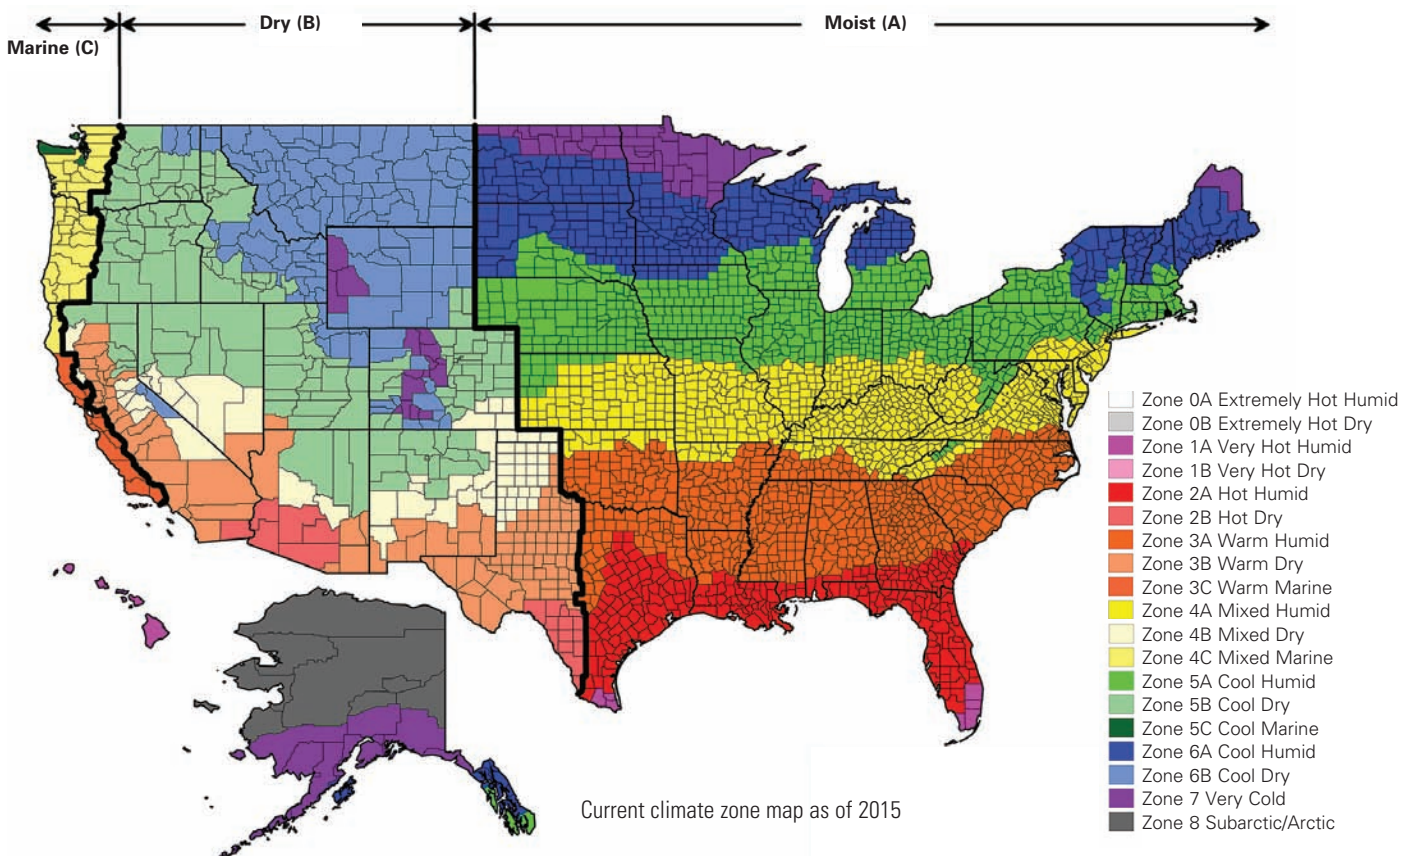 Dry (B)
Moist (A)
Marine (C)
Zone 0A Extremely Hot Humid
Zone 0B Extremely Hot Dry
Zone 1A Very Hot Humid
Zone 1B Very Hot Dry
Zone 2A Hot Humid
Zone 2B Hot Dry
Zone 3A Warm Humid
Zone 3B Warm Dry
Zone 3C Warm Marine
Zone 4A Mixed Humid
Zone 4B Mixed Dry
Zone 4C Mixed Marine
Zone 5A Cool Humid
Zone 5B Cool Dry
Zone 5C Cool Marine
Zone 6A Cool Humid
Zone 6B Cool Dry
Zone 7 Very Cold
Zone 8 Subarctic/Arctic
Current climate zone map as of 2015